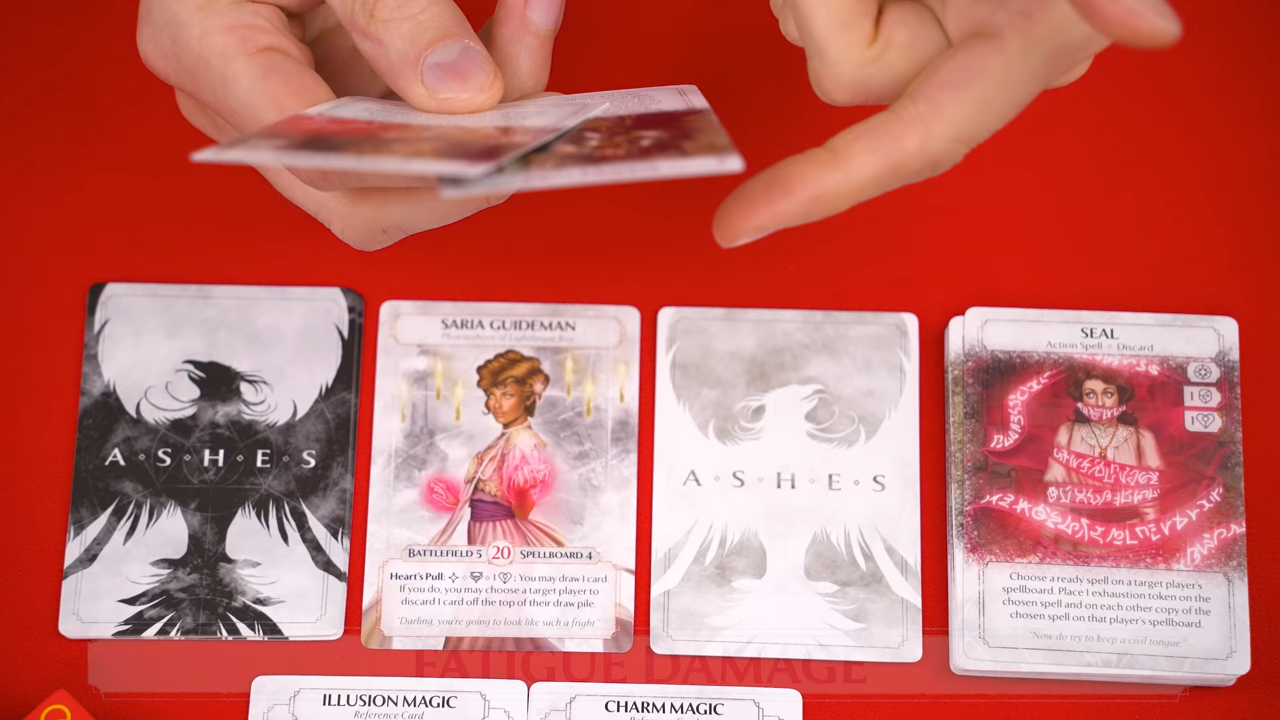 A·S·H·E·S
SARIA GUIDEMAN
BATTLEFIELD 5 20 SPELLBOARD 4
Heart's Pull: 1 : You may draw 1 card.
If you do, you may choose a target player to
discard 1 card off the top of their draw pile.
"Darling, you're going to look like such a fright."
A·S·H·E·S
SEAL
Action Spell Discard
1
1
Choose a ready spell on a target player's
spellboard. Place 1 exhaustion token on the
chosen spell and on each other copy of the
chosen spell on that player's spellboard.
"Now do try to keep a civil tongue."
FATIGUE DAMAGE
ILLUSION MAGIC
Reference Card
CHARM MAGIC
Reference Card